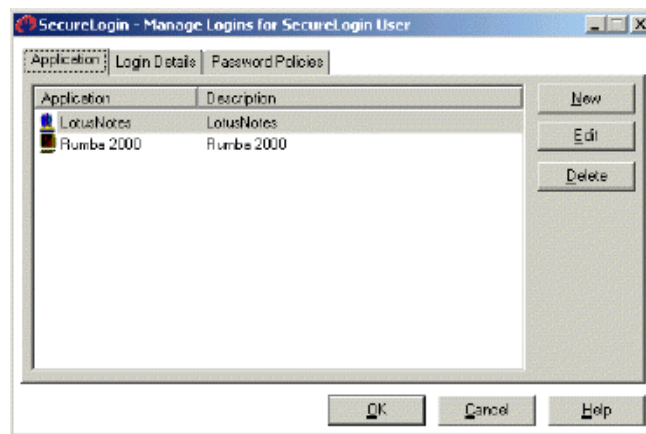 SecureLogin - Manage Logins for SecureLogin User
Application Login Details Password Policies
Application Description New
LotusNotes LotusNotes
Rumba 2000 Rumba 2000
Edit
Delete
OK Cancel Help